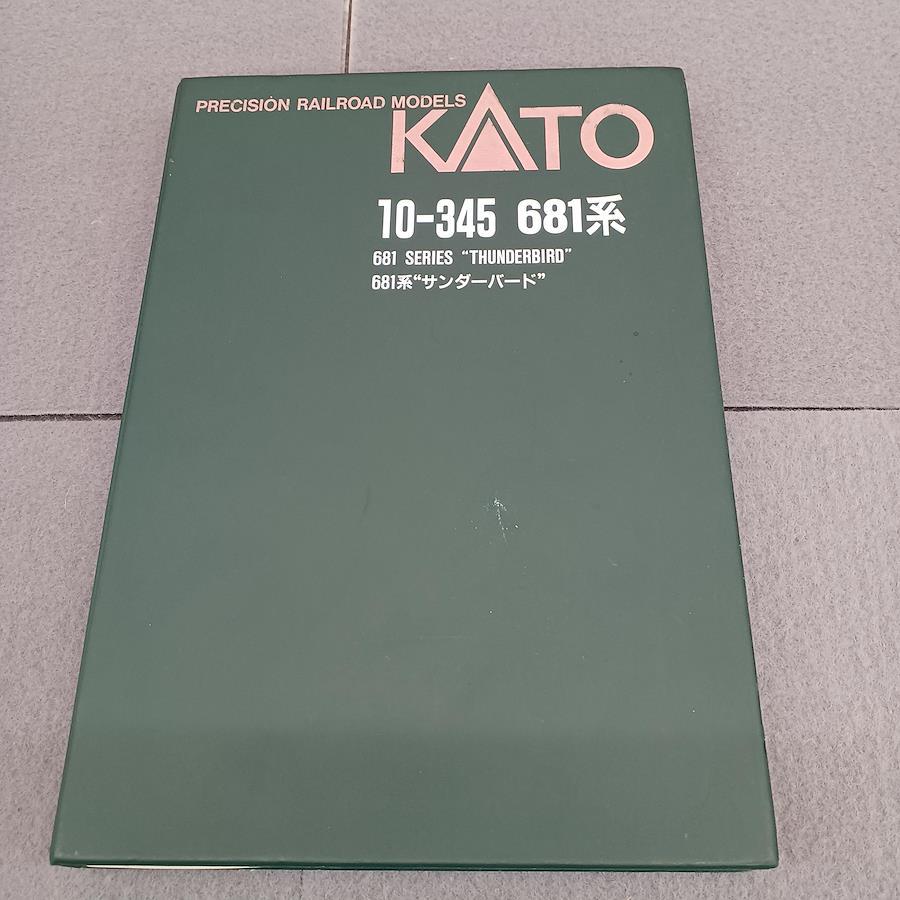 PRECISION RAILROAD MODELS
KATO
10-345 681系
681 SERIES "THUNDERBIRD"
681系"サンダーバード"